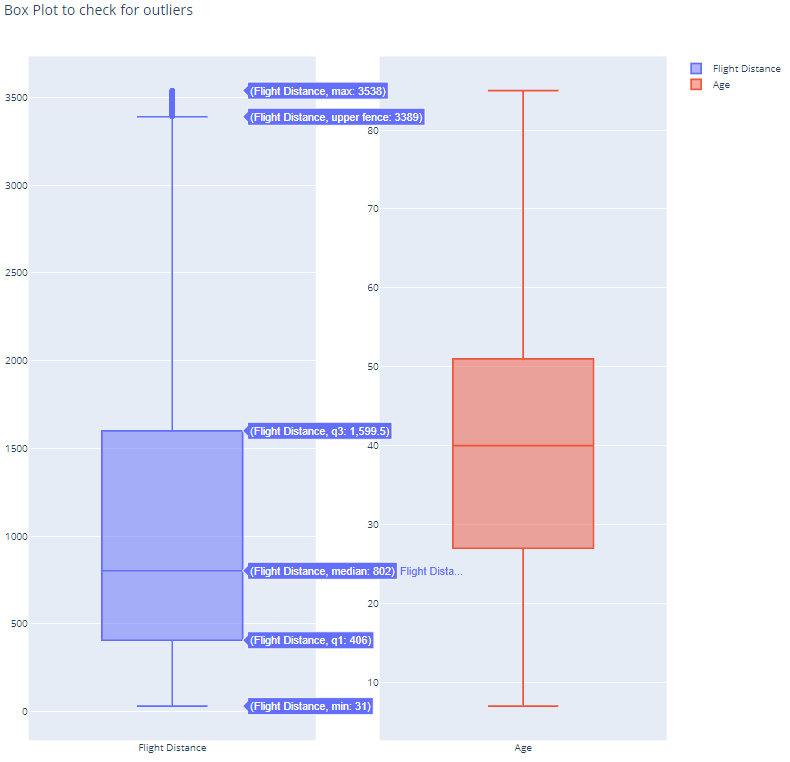 Box Plot to check for outliers
Flight Distance
Age
3500
3000
2500
2000
1500
1000
500
0
(Flight Distance, max: 3538)
(Flight Distance, upper fence: 3389)
(Flight Distance, q3: 1,599.5)
(Flight Distance, median: 802) Flight Dista...
(Flight Distance, q1: 406)
(Flight Distance, min: 31)
Flight Distance
80
70
60
50
40
30
20
10
Age